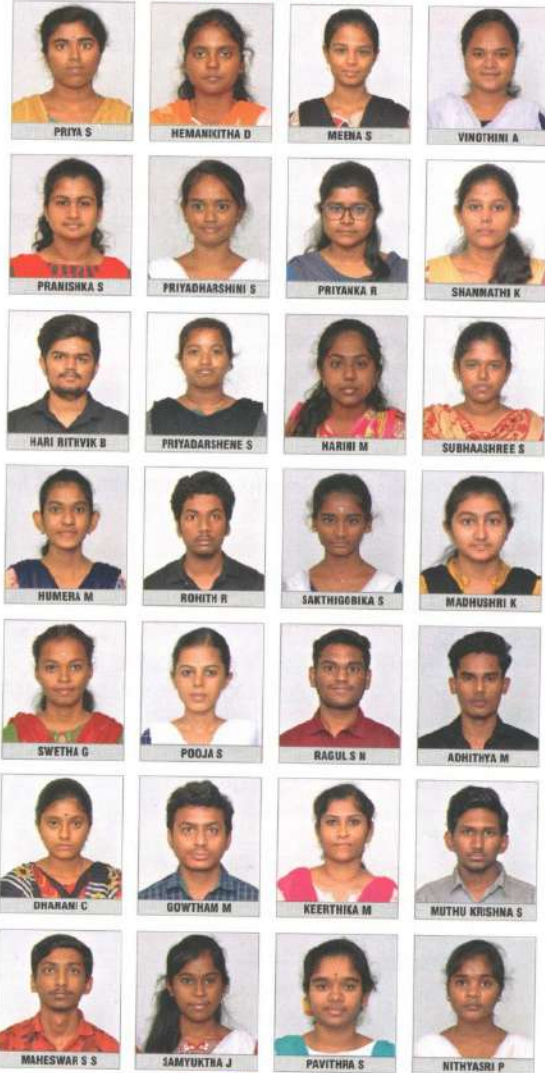 PRIYA S
HEMANIKITHA D
MEENA S
VINOTHINI A
PRANISHKA S
PRIYADHARSHINI S
PRIYANKA R
SHANMATHI K
HARI RITHVIK B
PRIYADARSHENE S
HARINI M
SUBHAASHREE S
HUMERA M
ROHITH R
SAKTHIGOBIKA S
MADHUSHRI K
SWETHA G
POOJA S
RAGUL S N
ADHITHYA M
DHARANI C
GOWTHAM M
KEERTHIKA M
MUTHU KRISHNA S
MAHESWAR S S
SAMYUKTHA J
PAVITHRA S
NITHYASRI P